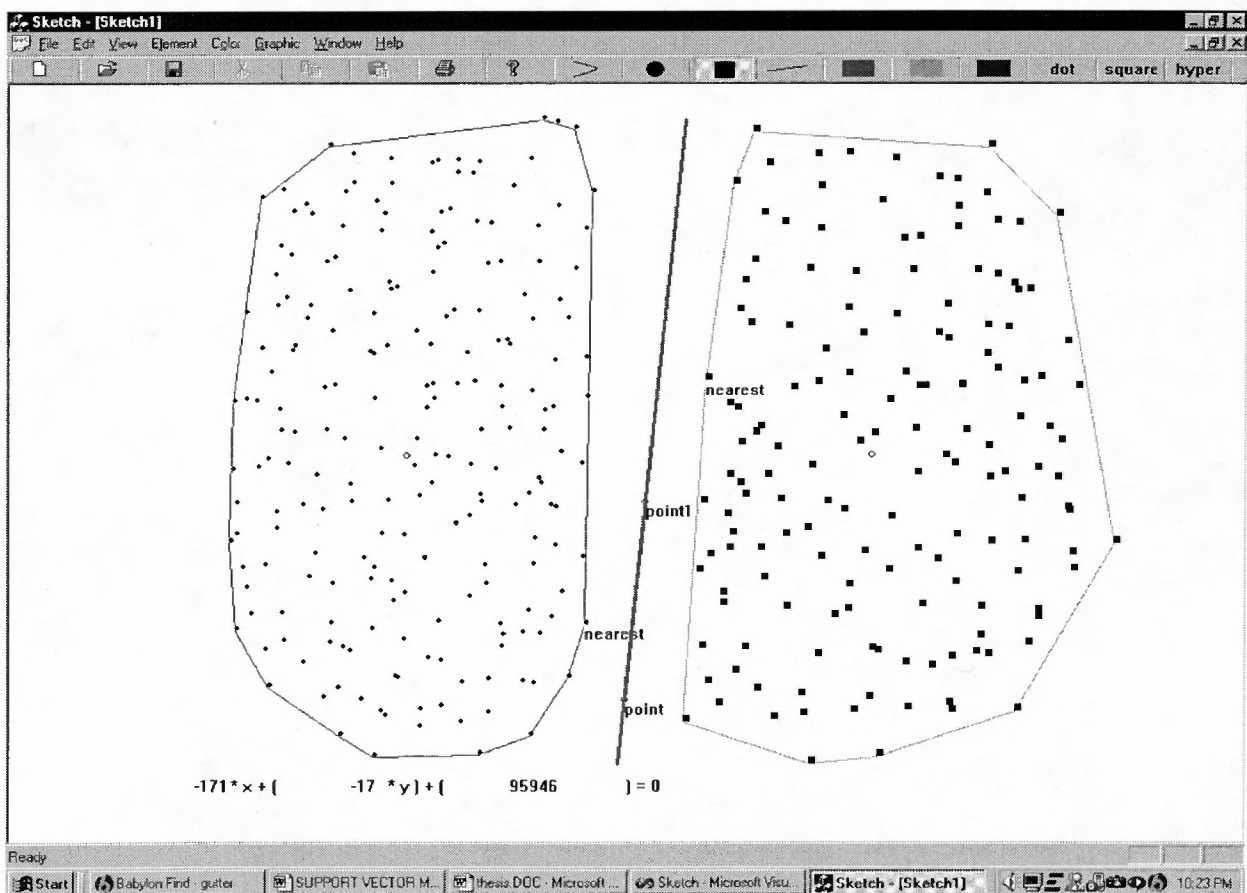 Sketch - [Sketch1]
File Edit View Element Color Graphic Window Help
dot square hyper
nearest
point1
nearest
point
-171 * x + ( -17 * y ) + ( 95946 ) = 0
Ready
Start Babylon Find - gutter SUPPORT VECTOR M... thesis.DOC - Microsoft ... Sketch - Microsoft Visu... Sketch - [Sketch1] 10:23 PM